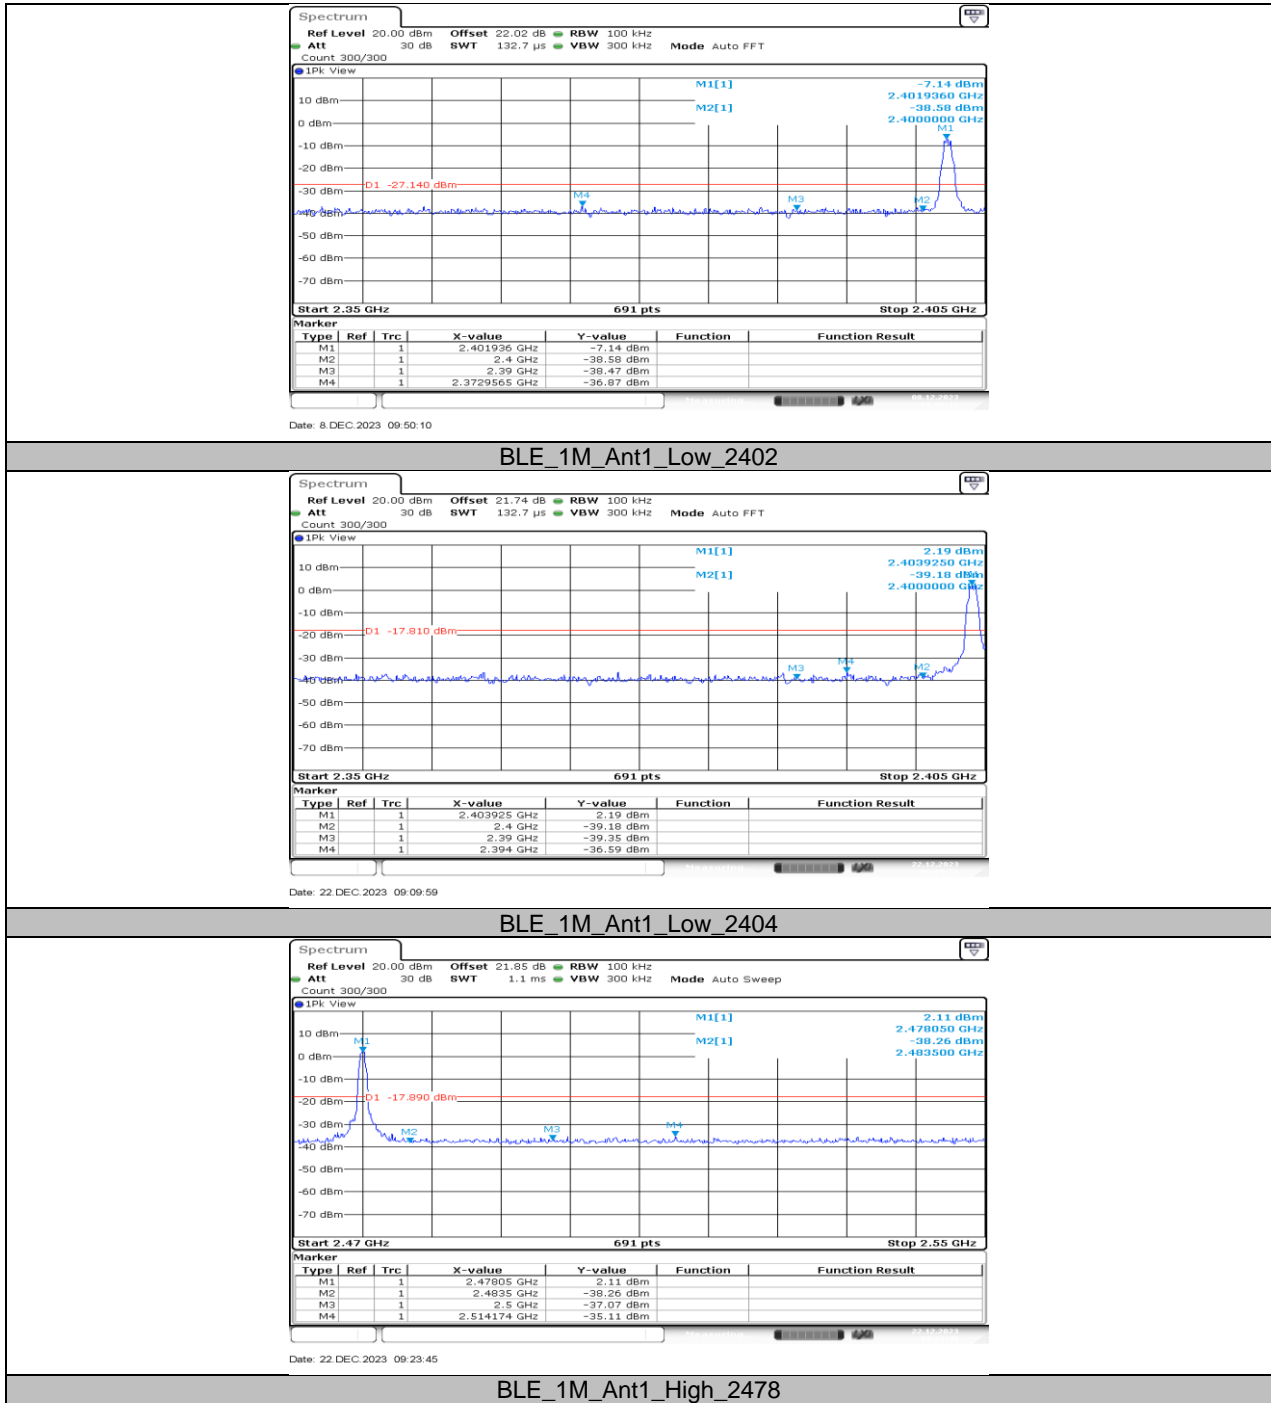 Spectrum
Ref Level 20.00 dBm Offset 22.02 dB RBW 100 kHz
Att 30 dB SWT 132.7 µs VBW 300 kHz Mode Auto FFT
Count 300/300
1Pk View
M1[1] -7.14 dBm
2.4019360 GHz
10 dBm
M2[1] -38.58 dBm
2.4000000 GHz
0 dBm
M1
-10 dBm
-20 dBm
D1 -27.140 dBm
-30 dBm
M4
M3
M2
-40 dBm
-50 dBm
-60 dBm
-70 dBm
Start 2.35 GHz 691 pts Stop 2.405 GHz
Marker
Type Ref Trc X-value Y-value Function Function Result
M1 1 2.401936 GHz -7.14 dBm
M2 1 2.4 GHz -38.58 dBm
M3 1 2.39 GHz -38.47 dBm
M4 1 2.3729565 GHz -36.87 dBm
Date: 8.DEC.2023 09:50:10
BLE_1M_Ant1_Low_2402
Spectrum
Ref Level 20.00 dBm Offset 21.74 dB RBW 100 kHz
Att 30 dB SWT 132.7 µs VBW 300 kHz Mode Auto FFT
Count 300/300
1Pk View
M1[1] 2.19 dBm
2.4039250 GHz
10 dBm
M2[1] -39.18 dBm
2.4000000 GHz
0 dBm
-10 dBm
D1 -17.810 dBm
-20 dBm
-30 dBm
M3
M4
M2
-40 dBm
-50 dBm
-60 dBm
-70 dBm
Start 2.35 GHz 691 pts Stop 2.405 GHz
Marker
Type Ref Trc X-value Y-value Function Function Result
M1 1 2.403925 GHz 2.19 dBm
M2 1 2.4 GHz -39.18 dBm
M3 1 2.39 GHz -39.35 dBm
M4 1 2.394 GHz -36.59 dBm
Date: 22.DEC.2023 09:09:59
BLE_1M_Ant1_Low_2404
Spectrum
Ref Level 20.00 dBm Offset 21.85 dB RBW 100 kHz
Att 30 dB SWT 1.1 ms VBW 300 kHz Mode Auto Sweep
Count 300/300
1Pk View
M1[1] 2.11 dBm
2.478050 GHz
10 dBm
M1
M2[1] -38.26 dBm
2.483500 GHz
0 dBm
-10 dBm
D1 -17.890 dBm
-20 dBm
-30 dBm
M2
M3
M4
-40 dBm
-50 dBm
-60 dBm
-70 dBm
Start 2.47 GHz 691 pts Stop 2.55 GHz
Marker
Type Ref Trc X-value Y-value Function Function Result
M1 1 2.47805 GHz 2.11 dBm
M2 1 2.4835 GHz -38.26 dBm
M3 1 2.5 GHz -37.07 dBm
M4 1 2.514174 GHz -35.11 dBm
Date: 22.DEC.2023 09:23:45
BLE_1M_Ant1_High_2478